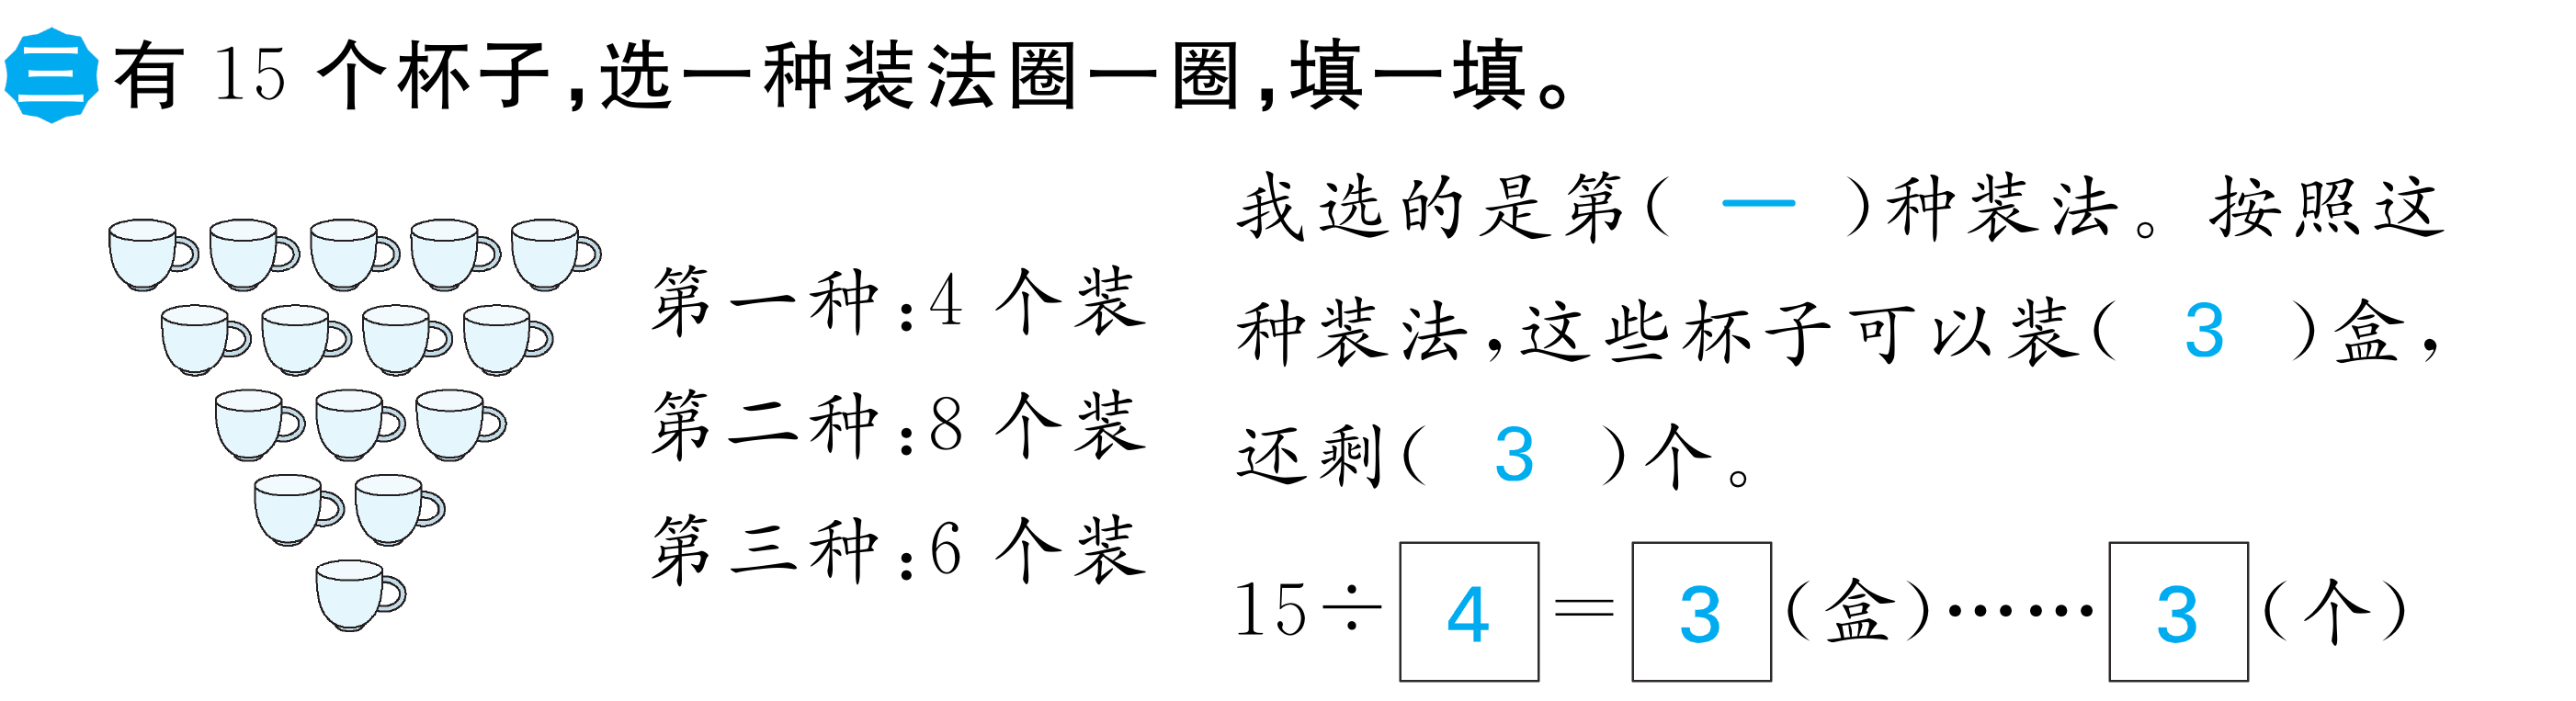 三 有 15 个杯子,选一种装法圈一圈,填一填。
第一种:4 个装
第二种:8 个装
第三种:6 个装
我选的是第( 一 )种装法。按照这
种装法,这些杯子可以装( 3 )盒,
还剩( 3 )个。
15÷4=3(盒)……3(个)